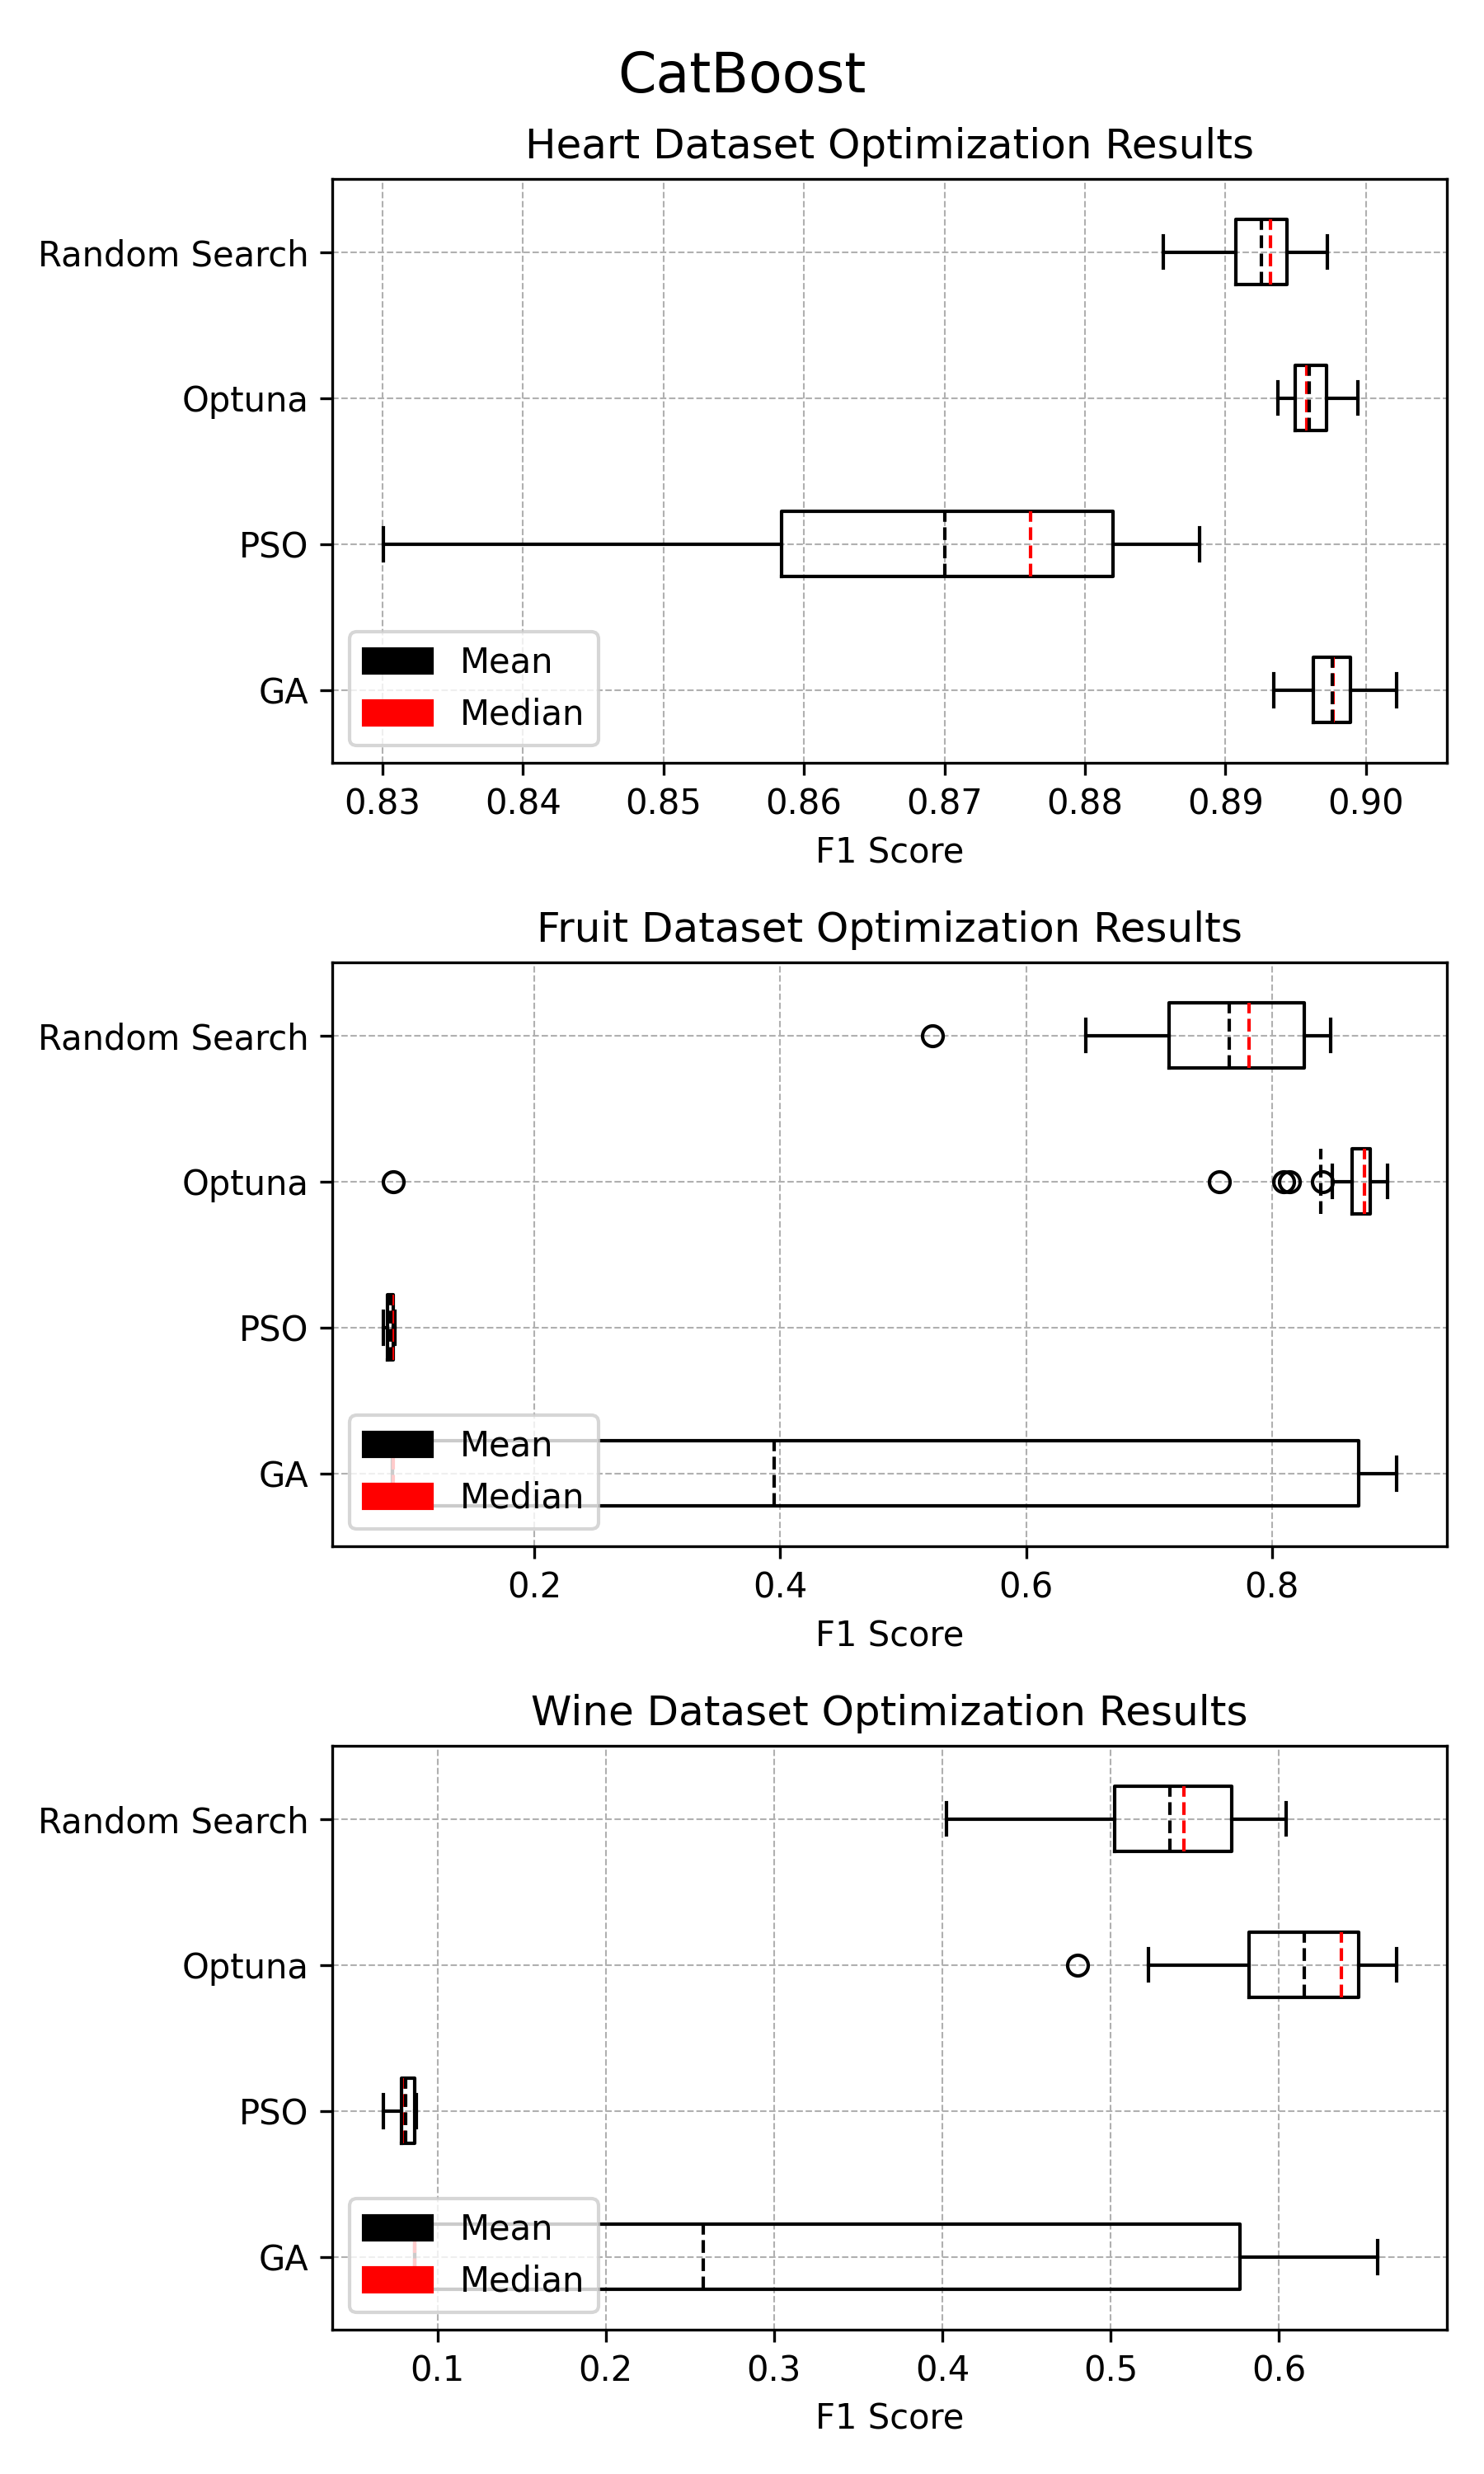 CatBoost
Heart Dataset Optimization Results
Random Search
Optuna
PSO
GA
Mean
Median
0.83 0.84 0.85 0.86 0.87 0.88 0.89 0.90
F1 Score
Fruit Dataset Optimization Results
Random Search
Optuna
PSO
GA
Mean
Median
0.2 0.4 0.6 0.8
F1 Score
Wine Dataset Optimization Results
Random Search
Optuna
PSO
GA
Mean
Median
0.1 0.2 0.3 0.4 0.5 0.6
F1 Score